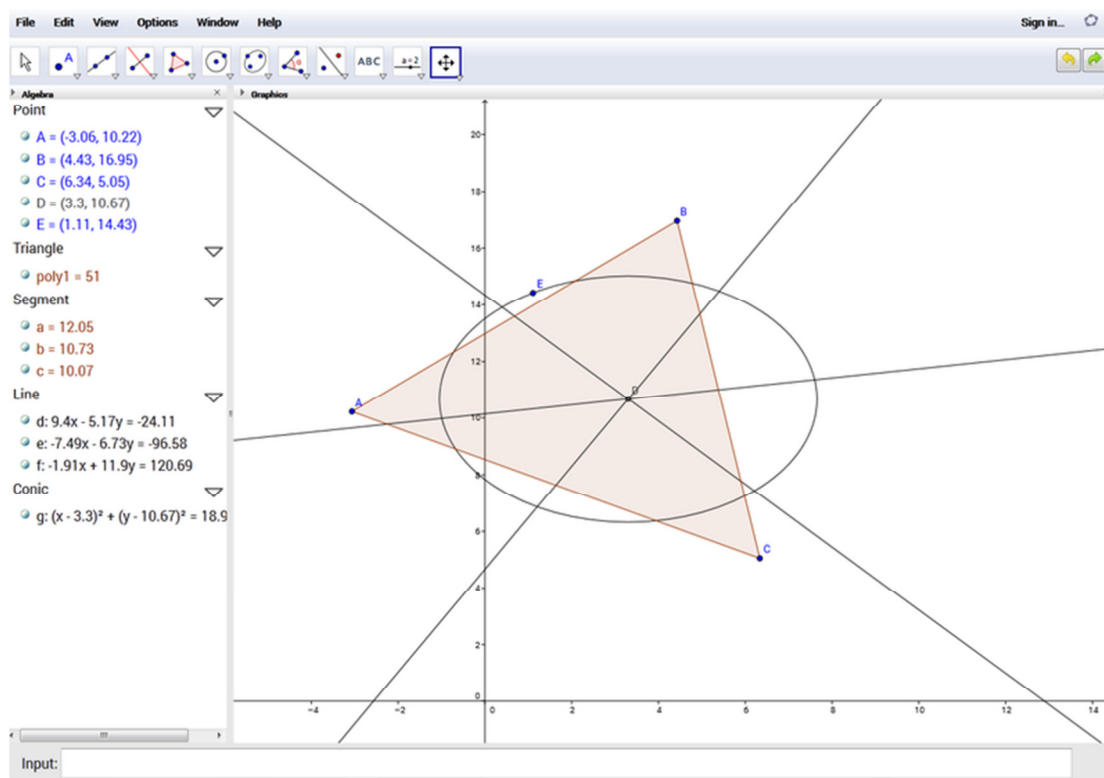 File Edit View Options Window Help Sign in...
ABC a=2
Algebra Graphics
Point
A = (-3.06, 10.22)
B = (4.43, 16.95)
C = (6.34, 5.05)
D = (3.3, 10.67)
E = (1.11, 14.43)
Triangle
poly1 = 51
Segment
a = 12.05
b = 10.73
c = 10.07
Line
d: 9.4x - 5.17y = -24.11
e: -7.49x - 6.73y = -96.58
f: -1.91x + 11.9y = 120.69
Conic
g: (x - 3.3)² + (y - 10.67)² = 18.9
20
18
16
14
12
10
8
6
4
2
0
-4 -2 0 2 4 6 8 10 12 14
B
E
A
D
C
Input: